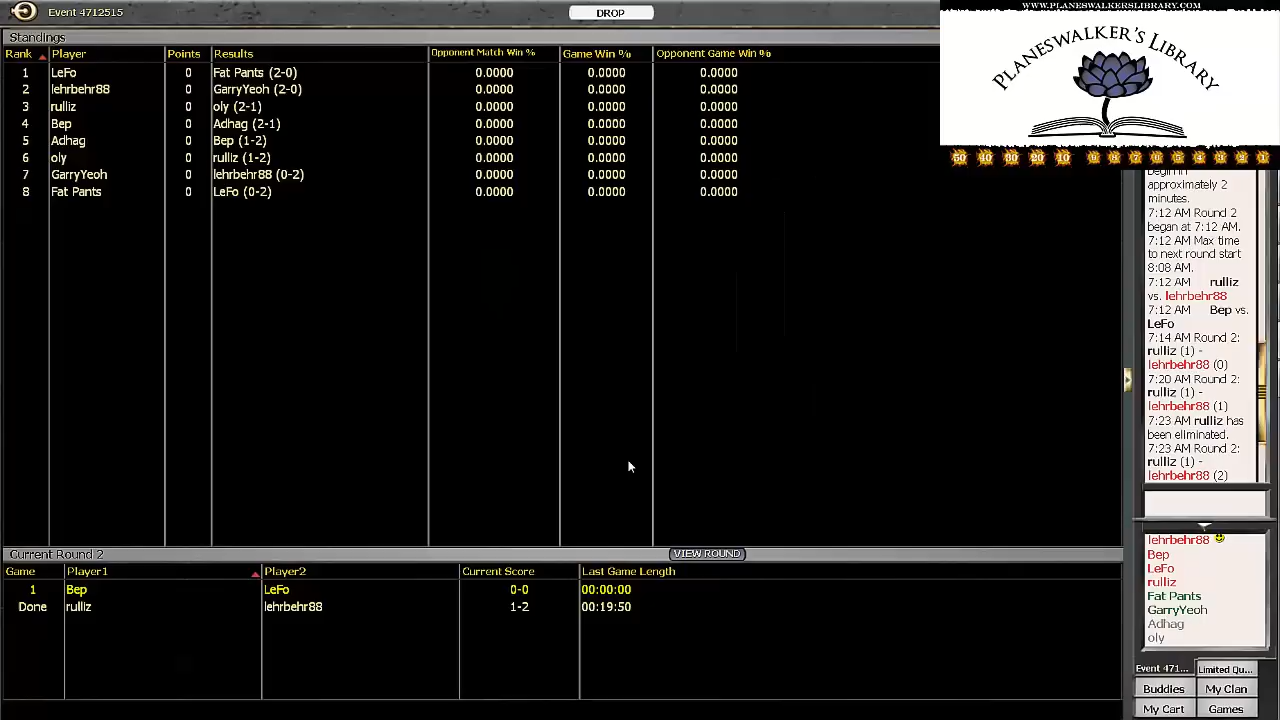 Event 4712515
DROP
WWW.PLANESWALKERSLIBRARY.COM
PLANESWALKER'S LIBRARY
Standings
Rank Player Points Results Opponent Match Win % Game Win % Opponent Game Win %
1 LeFo 0 Fat Pants (2-0) 0.0000 0.0000 0.0000
2 lehrbehr88 0 GarryYeoh (2-0) 0.0000 0.0000 0.0000
3 rulliz 0 oly (2-1) 0.0000 0.0000 0.0000
4 Bep 0 Adhag (2-1) 0.0000 0.0000 0.0000
5 Adhag 0 Bep (1-2) 0.0000 0.0000 0.0000
6 oly 0 rulliz (1-2) 0.0000 0.0000 0.0000
7 GarryYeoh 0 lehrbehr88 (0-2) 0.0000 0.0000 0.0000
8 Fat Pants 0 LeFo (0-2) 0.0000 0.0000 0.0000
approximately 2
minutes.
7:12 AM Round 2
began at 7:12 AM.
7:12 AM Max time
to next round start
8:08 AM.
7:12 AM rulliz
vs. lehrbehr88
7:12 AM Bep vs.
LeFo
7:14 AM Round 2:
rulliz (1) -
lehrbehr88 (0)
7:20 AM Round 2:
rulliz (1) -
lehrbehr88 (1)
7:23 AM rulliz has
been eliminated.
7:23 AM Round 2:
rulliz (1) -
lehrbehr88 (2)
Current Round 2
VIEW ROUND
Game Player1 Player2 Current Score Last Game Length
1 Bep LeFo 0-0 00:00:00
Done rulliz lehrbehr88 1-2 00:19:50
lehrbehr88
Bep
LeFo
rulliz
Fat Pants
GarryYeoh
Adhag
oly
Event 471... Limited Qu...
Buddies My Clan
My Cart Games